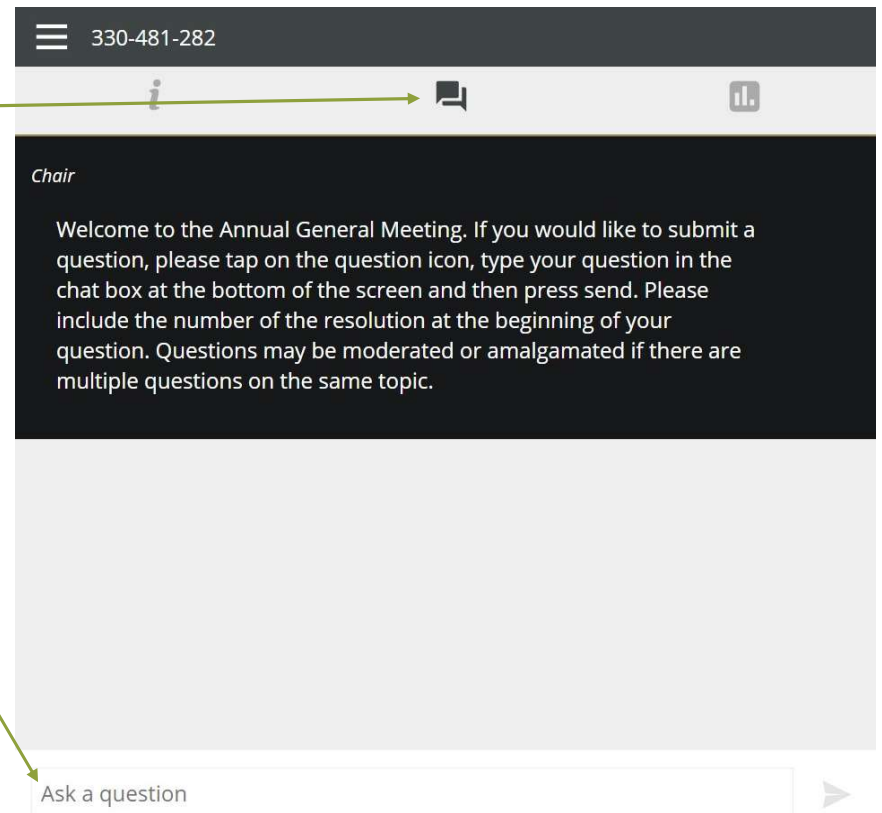 330-481-282
Chair
Welcome to the Annual General Meeting. If you would like to submit a
question, please tap on the question icon, type your question in the
chat box at the bottom of the screen and then press send. Please
include the number of the resolution at the beginning of your
question. Questions may be moderated or amalgamated if there are
multiple questions on the same topic.
Ask a question